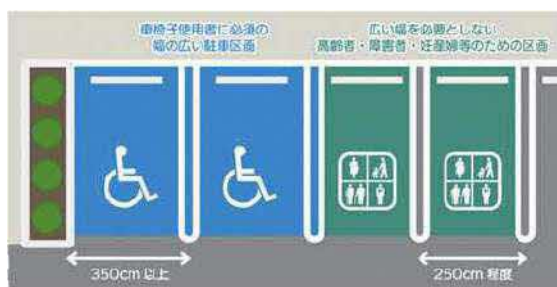 車椅子使用者に必須の
幅の広い駐車区画
広い幅を必要としない
高齢者・障害者・妊産婦等のための区画
350cm 以上
250cm 程度